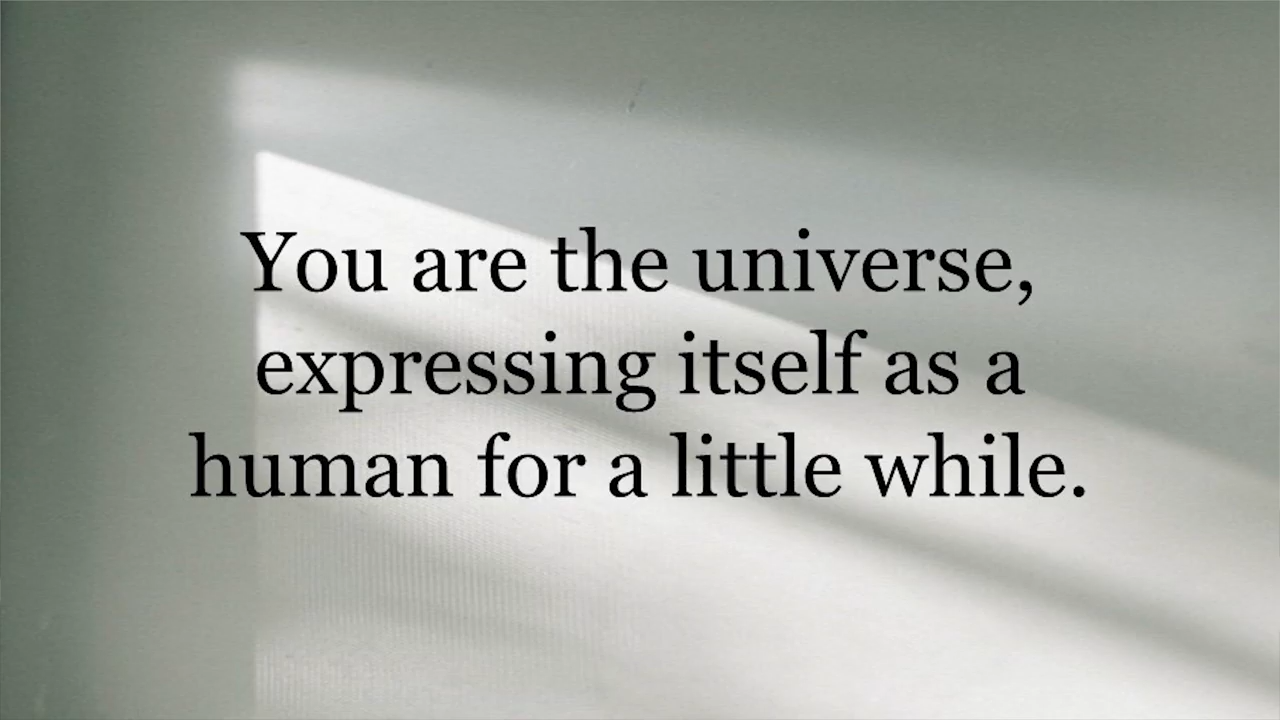 You are the universe,
expressing itself as a
human for a little while.